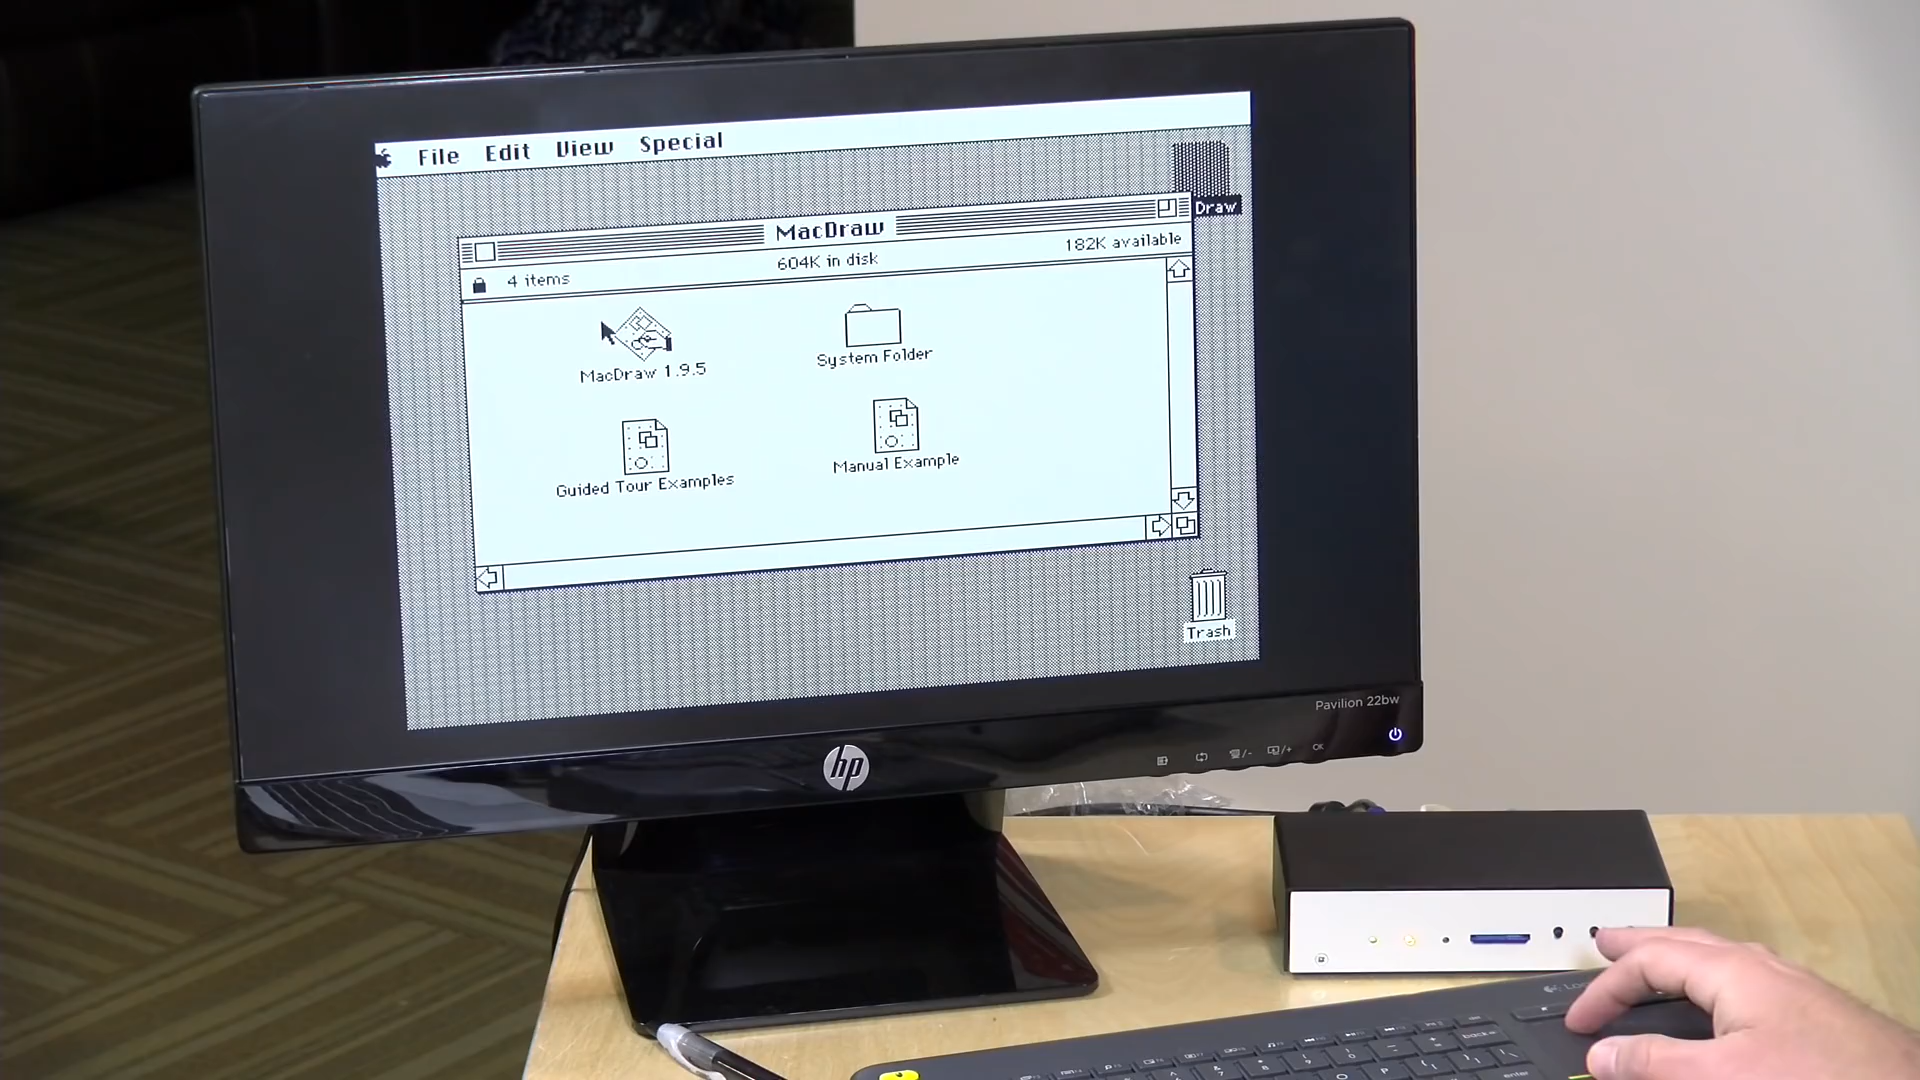 File Edit View Special
Draw
MacDraw
4 items
604K in disk
182K available
MacDraw 1.9.5
System Folder
Guided Tour Examples
Manual Example
Trash
Pavilion 22bw
OK
hp